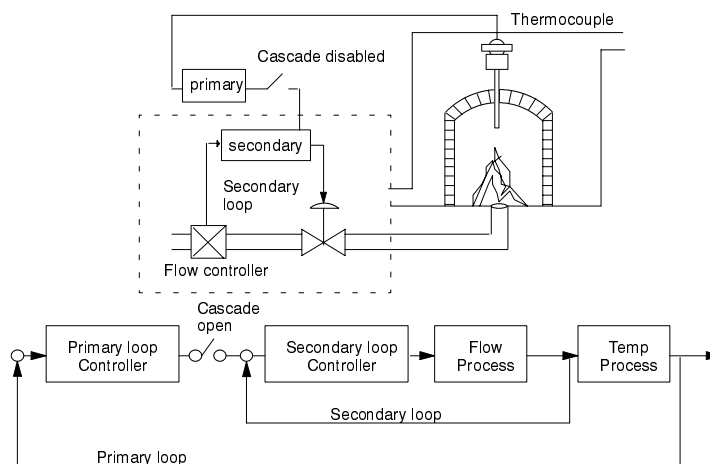 Thermocouple
Cascade disabled
primary
secondary
Secondary
loop
Flow controller
Cascade
open
Primary loop
Controller
Secondary loop
Controller
Flow
Process
Temp
Process
Secondary loop
Primary loop